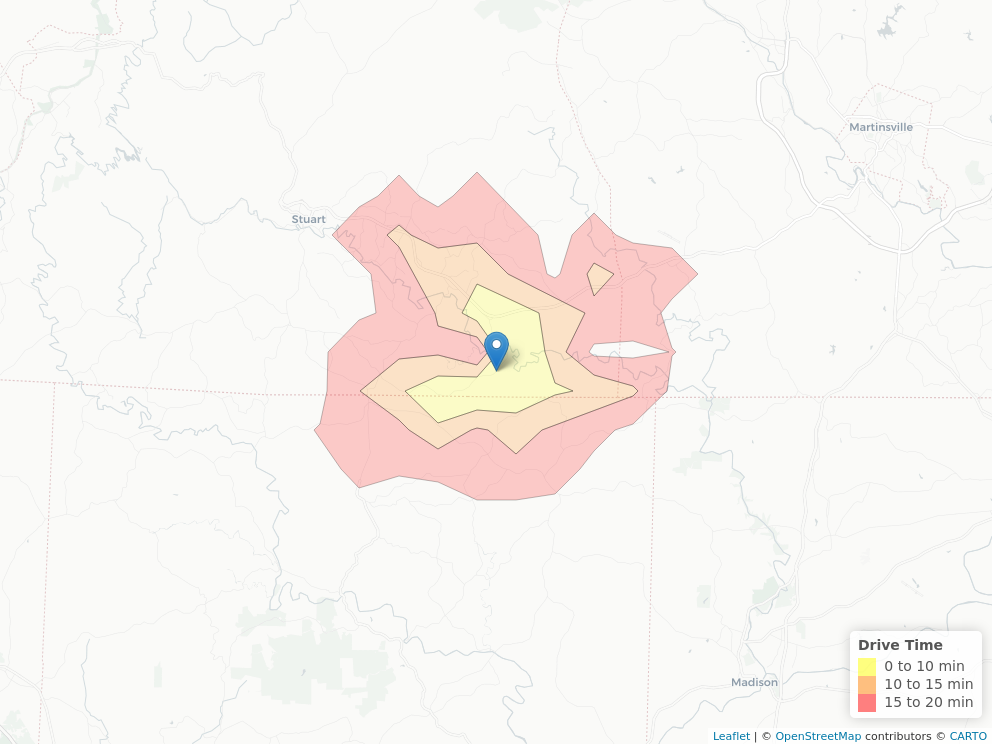 Martinsville
Stuart
Madison
Drive Time
0 to 10 min
10 to 15 min
15 to 20 min
Leaflet | © OpenStreetMap contributors © CARTO